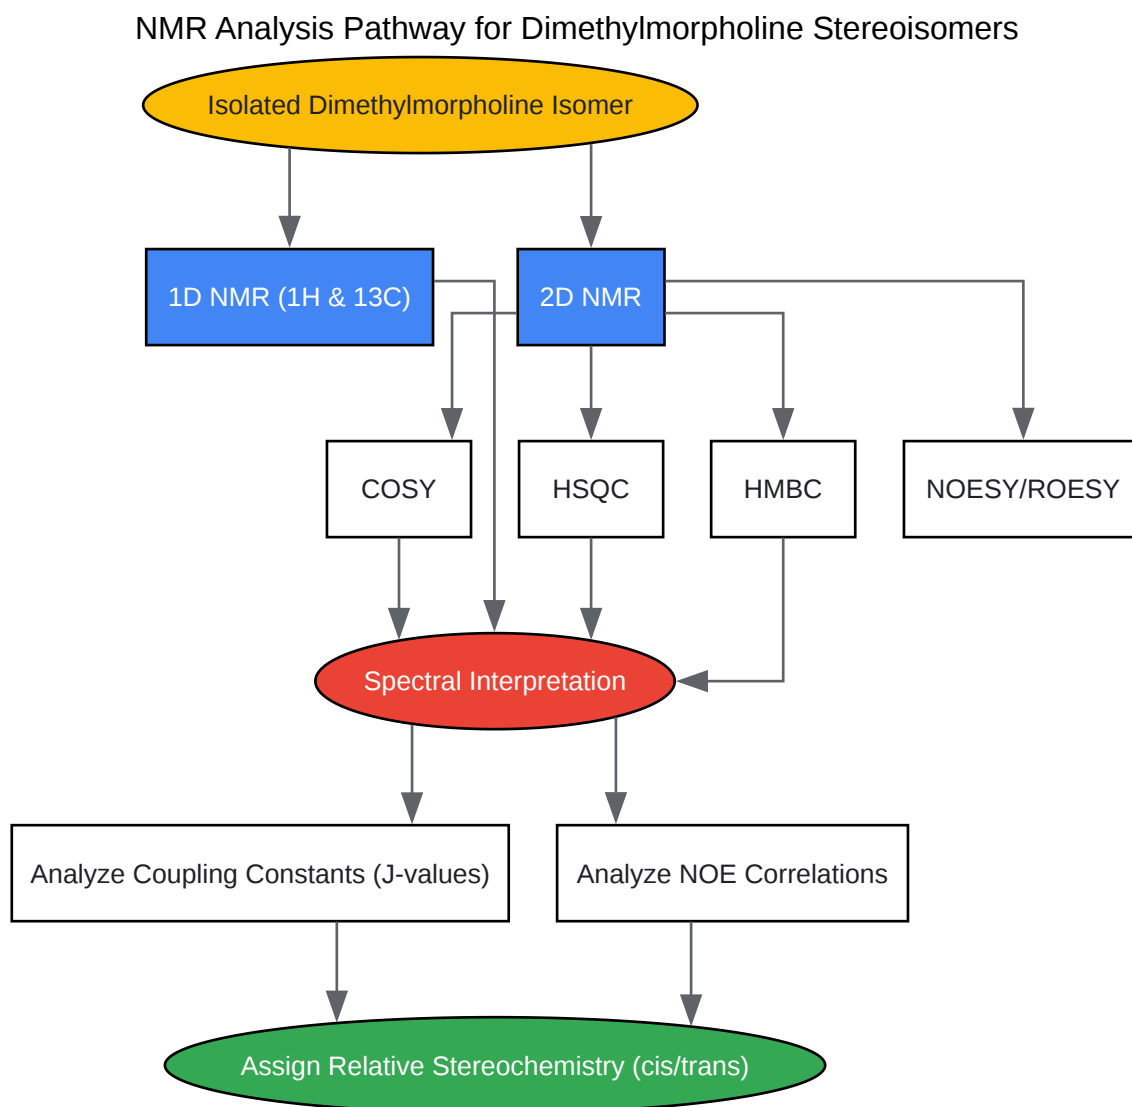 NMR Analysis Pathway for Dimethylmorpholine Stereoisomers
Isolated Dimethylmorpholine Isomer
1D NMR (1H & 13C)
2D NMR
COSY
HSQC
HMBC
NOESY/ROESY
Spectral Interpretation
Analyze Coupling Constants (J-values)
Analyze NOE Correlations
Assign Relative Stereochemistry (cis/trans)